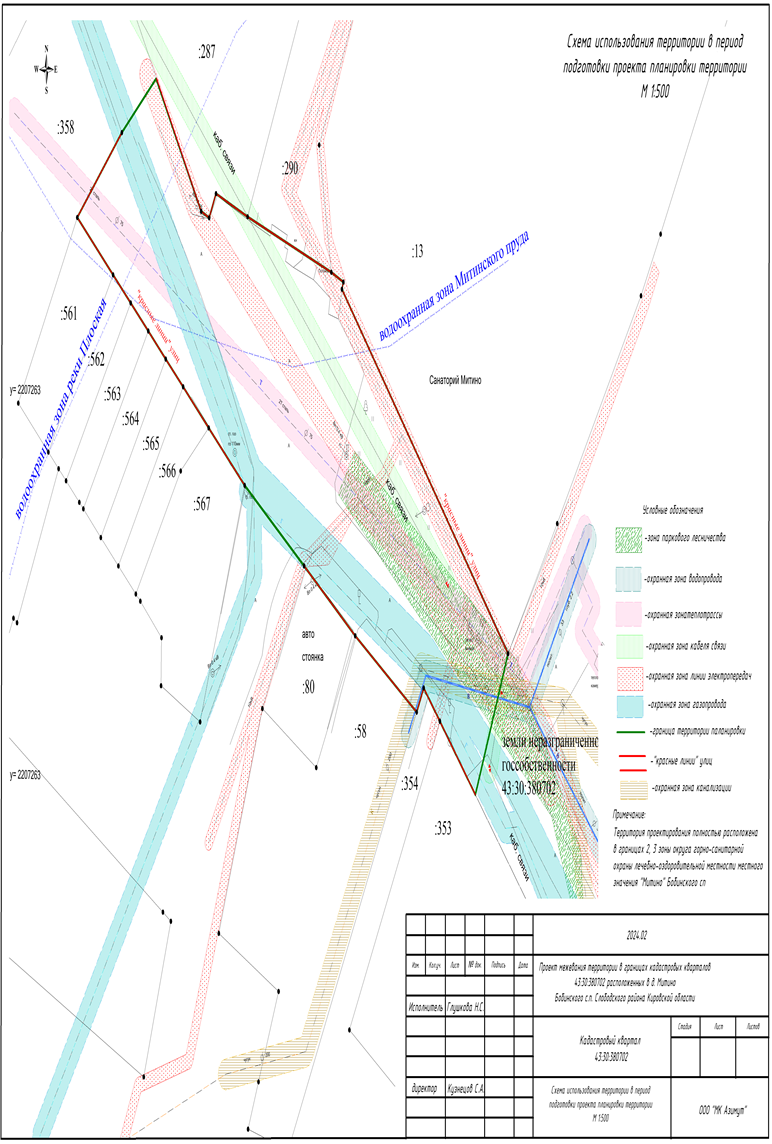 Схема использования территории в период
подготовки проекта планировки территории
М 1:500
N
W E
S
:287
:358
каб. связи
:290
:13
водоохранная зона Митинского пруда
:561
"красные линии" улиц
:562
водоохранная зона реки Плоская
Санаторий Митино
у= 2207263
:563
:564
:565
:566
:567
каб. связи
"красные линии" улиц
авто
стоянка
:80
:58
земли неразграниченно
госсобственности
43:30:380702
у= 2207263
:354
:353
каб. связи
Условные обозначения
-зона паркового лесничества
-охранная зона водопровода
-охранная зонатеплотрассы
-охранная зона кабеля связи
-охранная зона линии электропередач
-охранная зона газопровода
-граница территории паланировки
-"красные линии" улиц
-охранная зона канализации
Примечание:
Территория проектирования полностью расположена
в границах 2, 3 зоны округа горно-санитарной
охраны лечебно-оздоровительной местности местного
значения "Митино" Бобинского сп
2024.02
Изм. Кол.уч. Лист № док. Подпись Дата
Проект межевания территории в границах кадастровых кварталов
43:30:380702 расположенных в д. Митино
Бобинского с.п. Слободского района Кировской области
Исполнитель Глушкова Н.С.
Кадастровый квартал
43:30:380702
Стадия Лист Листов
директор Кузнецов С.А.
Схема использования территории в период
подготовки проекта планировки территории
М 1:500
ООО "МК Азимут"